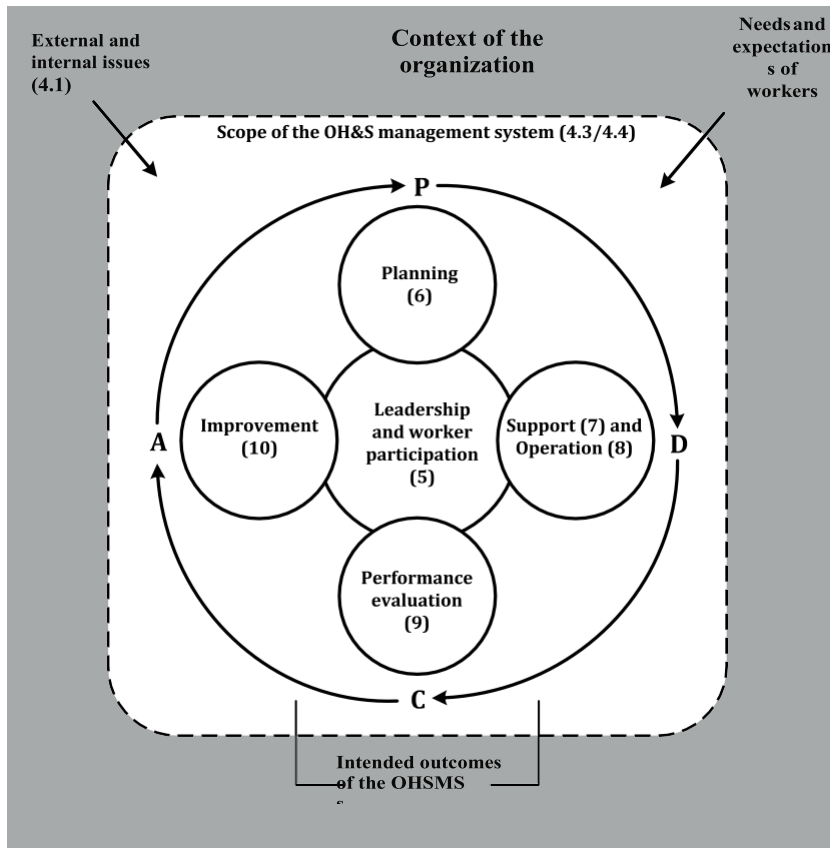 External and
internal issues
(4.1)
Context of the
organization
Needs and
expectation
s of
workers
Scope of the OH&S management system (4.3/4.4)
P
Planning
(6)
A
Improvement
(10)
Leadership
and worker
participation
(5)
Support (7) and
Operation (8)
D
Performance
evaluation
(9)
C
Intended outcomes
of the OHSMS